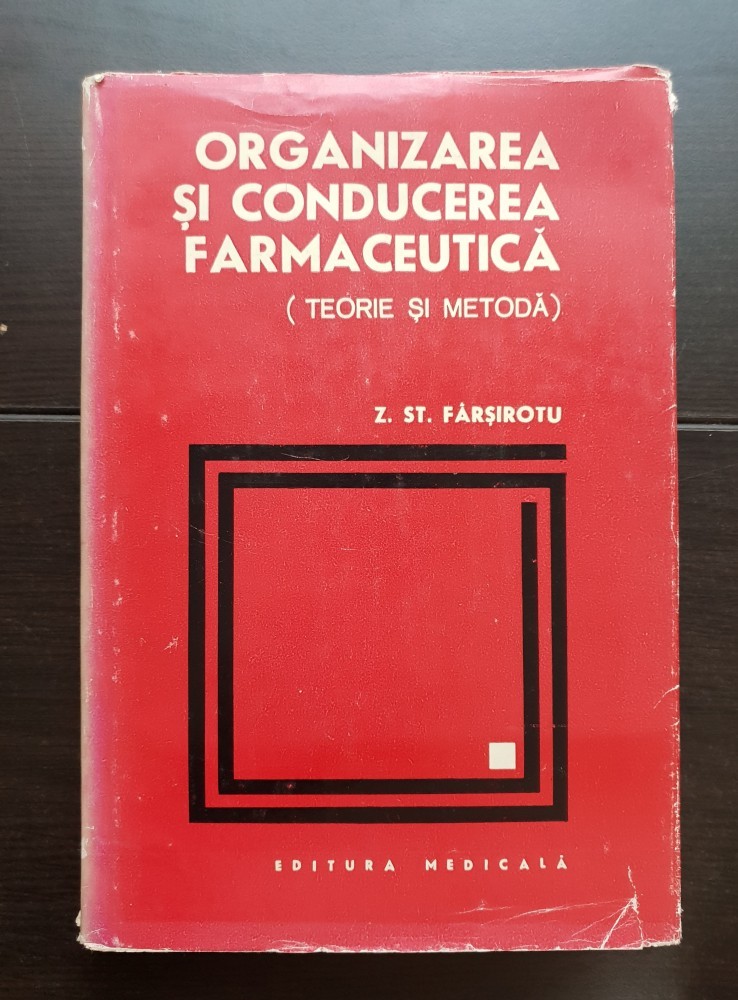 ORGANIZAREA
ȘI CONDUCEREA
FARMACEUTICĂ
(TEORIE ȘI METODĂ)
Z. ST. FÂRȘIROTU
EDITURA MEDICALĂ